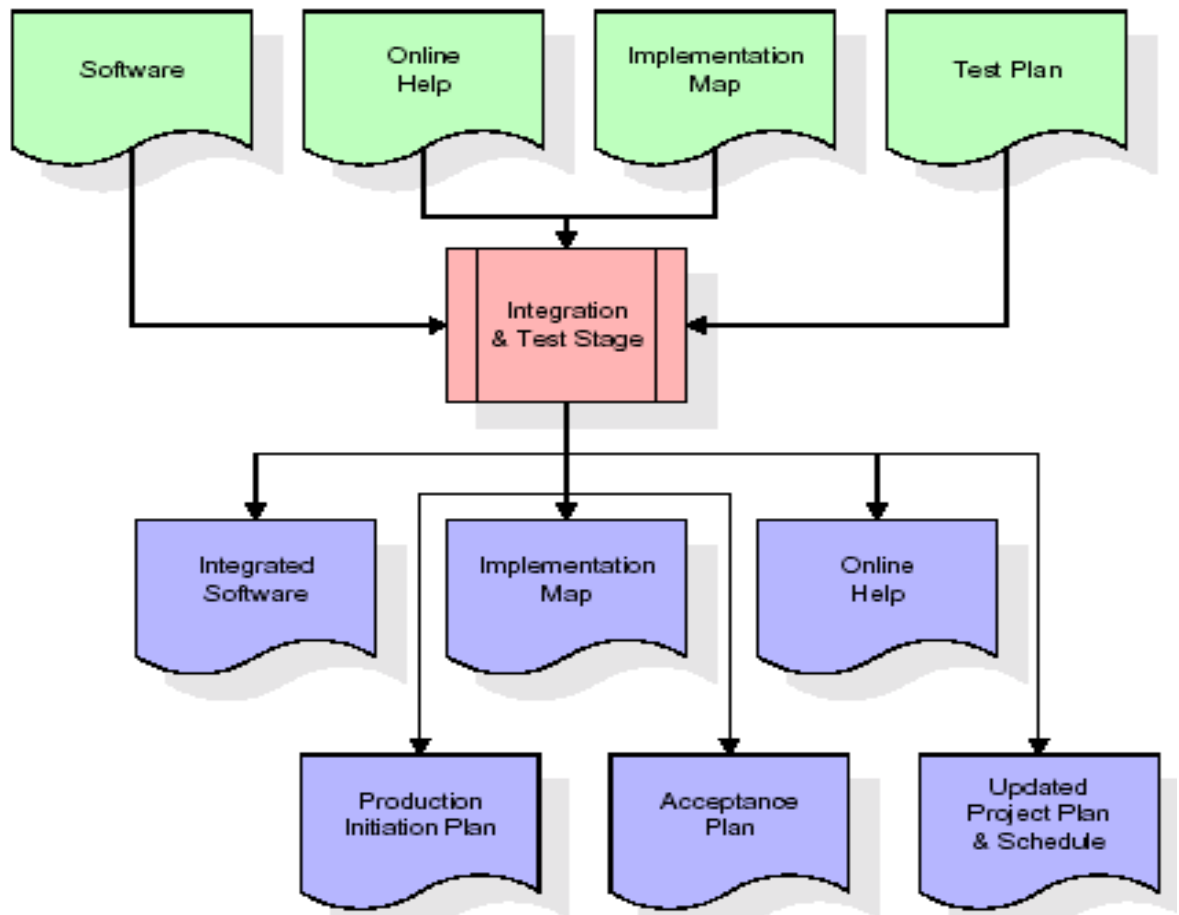 Software
Online
Help
Implementation
Map
Test Plan
Integration
& Test Stage
Integrated
Software
Implementation
Map
Online
Help
Production
Initiation Plan
Acceptance
Plan
Updated
Project Plan
& Schedule